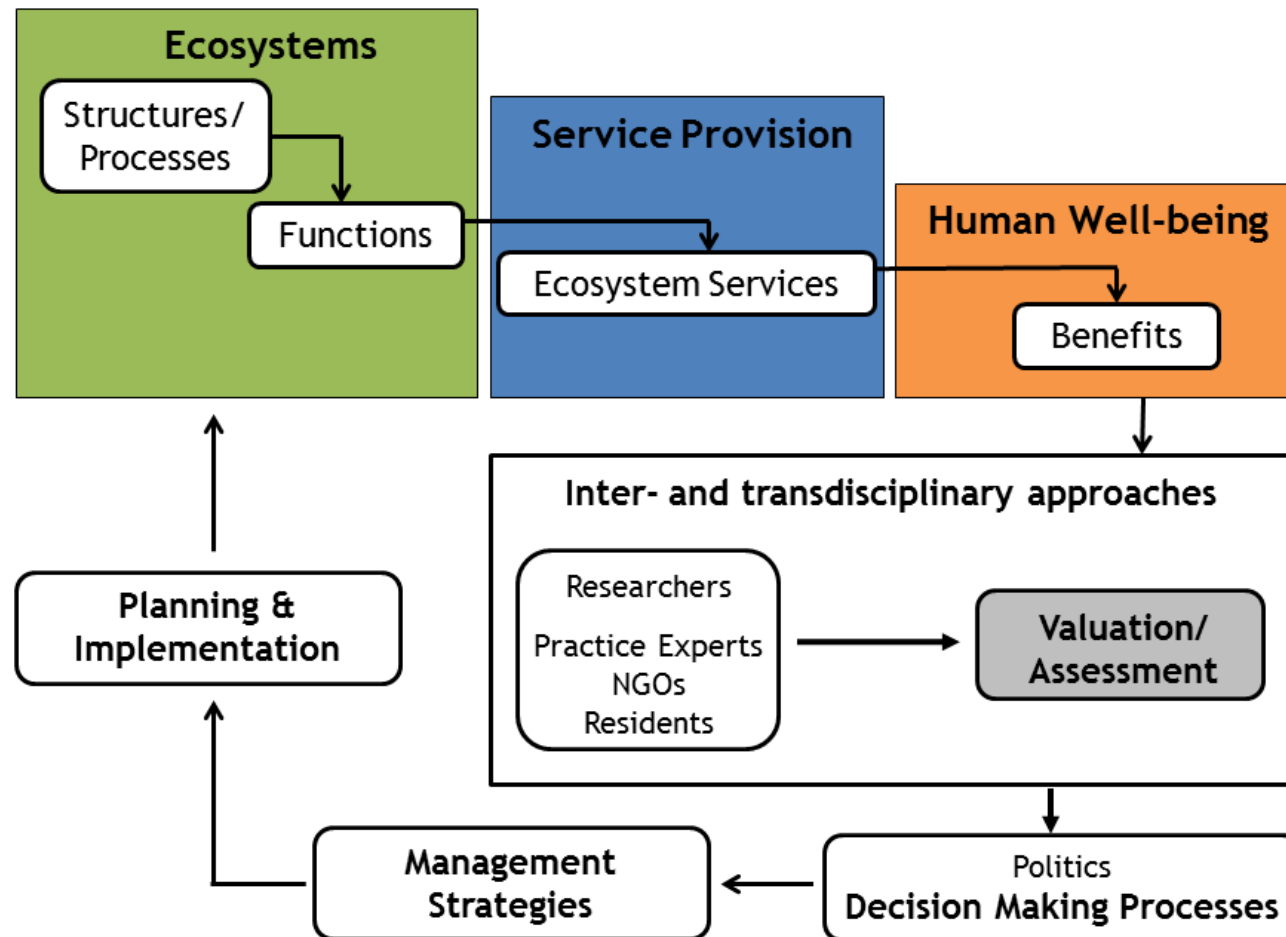 Ecosystems
Structures/
Processes
Functions
Service Provision
Ecosystem Services
Human Well-being
Benefits
Inter- and transdisciplinary approaches
Researchers
Practice Experts
NGOs
Residents
Valuation/
Assessment
Planning &
Implementation
Management
Strategies
Politics
Decision Making Processes